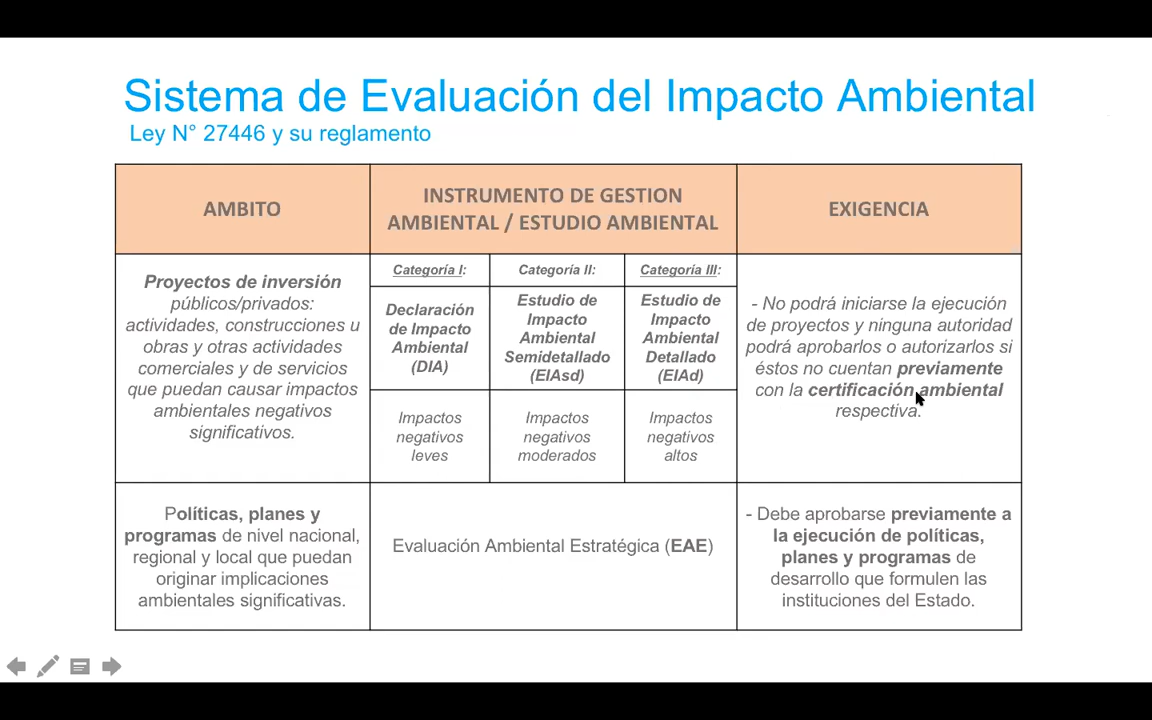 Sistema de Evaluación del Impacto Ambiental
Ley N° 27446 y su reglamento
AMBITO
INSTRUMENTO DE GESTION
AMBIENTAL / ESTUDIO AMBIENTAL
EXIGENCIA
Proyectos de inversión
públicos/privados:
actividades, construcciones u
obras y otras actividades
comerciales y de servicios
que puedan causar impactos
ambientales negativos
significativos.
Categoría I:
Declaración
de Impacto
Ambiental
(DIA)
Impactos
negativos
leves
Categoría II:
Estudio de
Impacto
Ambiental
Semidetallado
(EIAsd)
Impactos
negativos
moderados
Categoría III:
Estudio de
Impacto
Ambiental
Detallado
(EIAd)
Impactos
negativos
altos
- No podrá iniciarse la ejecución
de proyectos y ninguna autoridad
podrá aprobarlos o autorizarlos si
éstos no cuentan previamente
con la certificación ambiental
respectiva.
Políticas, planes y
programas de nivel nacional,
regional y local que puedan
originar implicaciones
ambientales significativas.
Evaluación Ambiental Estratégica (EAE)
- Debe aprobarse previamente a
la ejecución de políticas,
planes y programas de
desarrollo que formulen las
instituciones del Estado.